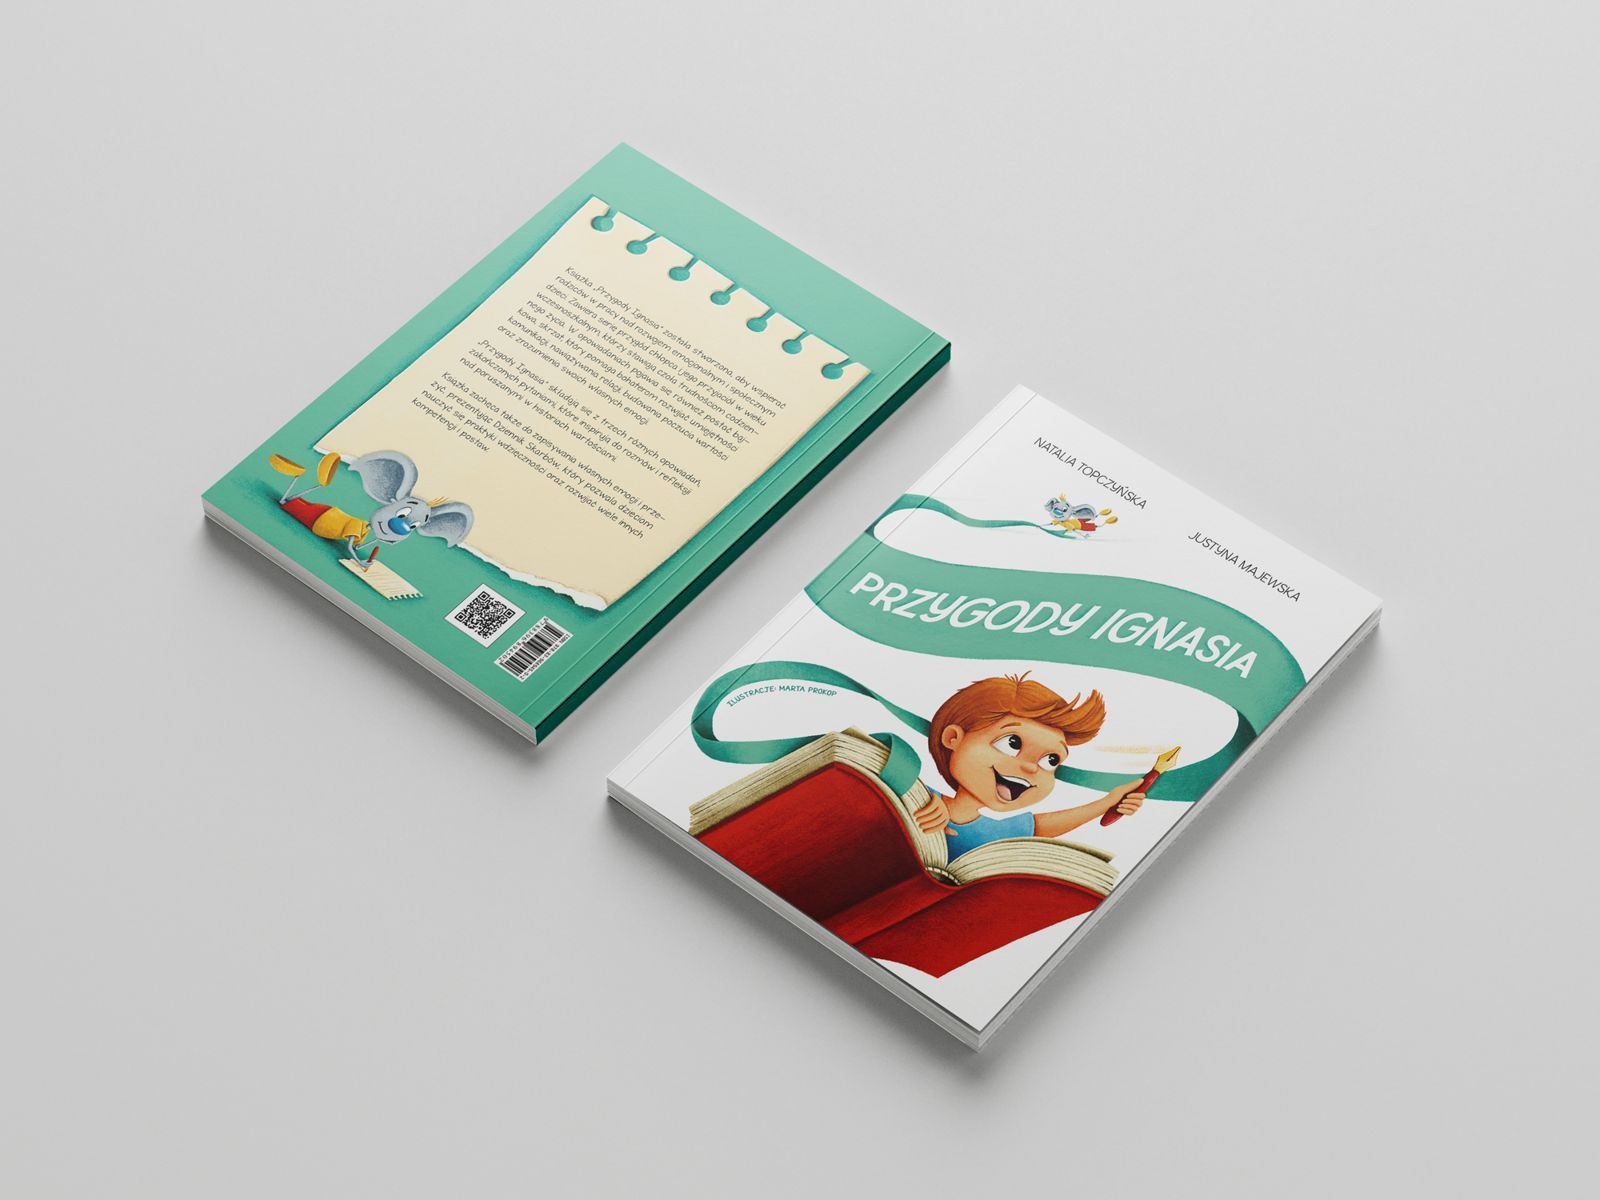 Książka „Przygody Ignasia” została stworzona, aby wspierać
rodziców w pracy nad rozwojem emocjonalnym i społecznym
dzieci. Zawiera serię przygód chłopca i jego przyjaciół w wieku
wczesnoszkolnym, którzy stawiają czoła trudnościom codzien-
nego życia. W opowiadaniach pojawia się również postać baj-
kowa, skrzat, który pomaga bohaterom rozwijać umiejętności
komunikacji, nawiązywania relacji, budowania poczucia wartości
oraz zrozumienia swoich własnych emocji.
„Przygody Ignasia” składają się z trzech różnych opowiadań,
zakończonych pytaniami, które inspirują do rozmów i refleksji
nad poruszanymi w historiach wartościami.
Książka zachęca także do zapisywania własnych emocji i prze-
żyć, prezentując Dziennik Skarbów, który pozwala dzieciom
nauczyć się praktyki wdzięczności oraz rozwijać wiele innych
kompetencji i postaw.
NATALIA TOPCZYŃSKA
JUSTYNA MAJEWSKA
PRZYGODY IGNASIA
ILUSTRACJE: MARTA PROKOP